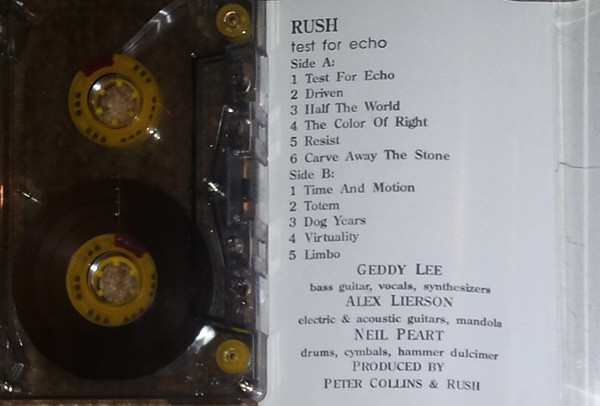 RUSH
test for echo
Side A:
1 Test For Echo
2 Driven
3 Half The World
4 The Color Of Right
5 Resist
6 Carve Away The Stone
Side B:
1 Time And Motion
2 Totem
3 Dog Years
4 Virtuality
5 Limbo
GEDDY LEE
bass guitar, vocals, synthesizers
ALEX LIERSON
electric & acoustic guitars, mandola
NEIL PEART
drums, cymbals, hammer dulcimer
PRODUCED BY
PETER COLLINS & RUSH